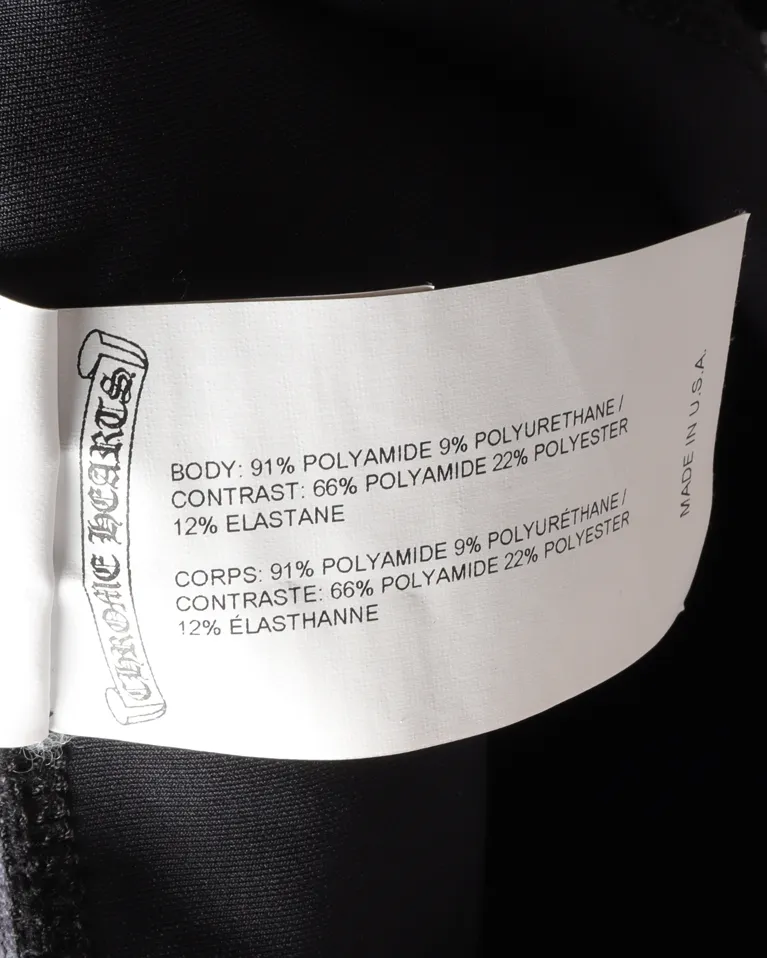 CHROME HEARTS
BODY: 91% POLYAMIDE 9% POLYURETHANE /
CONTRAST: 66% POLYAMIDE 22% POLYESTER
12% ELASTANE
CORPS: 91% POLYAMIDE 9% POLYURÉTHANE /
CONTRASTE: 66% POLYAMIDE 22% POLYESTER
12% ÉLASTHANNE
MADE IN U.S.A.